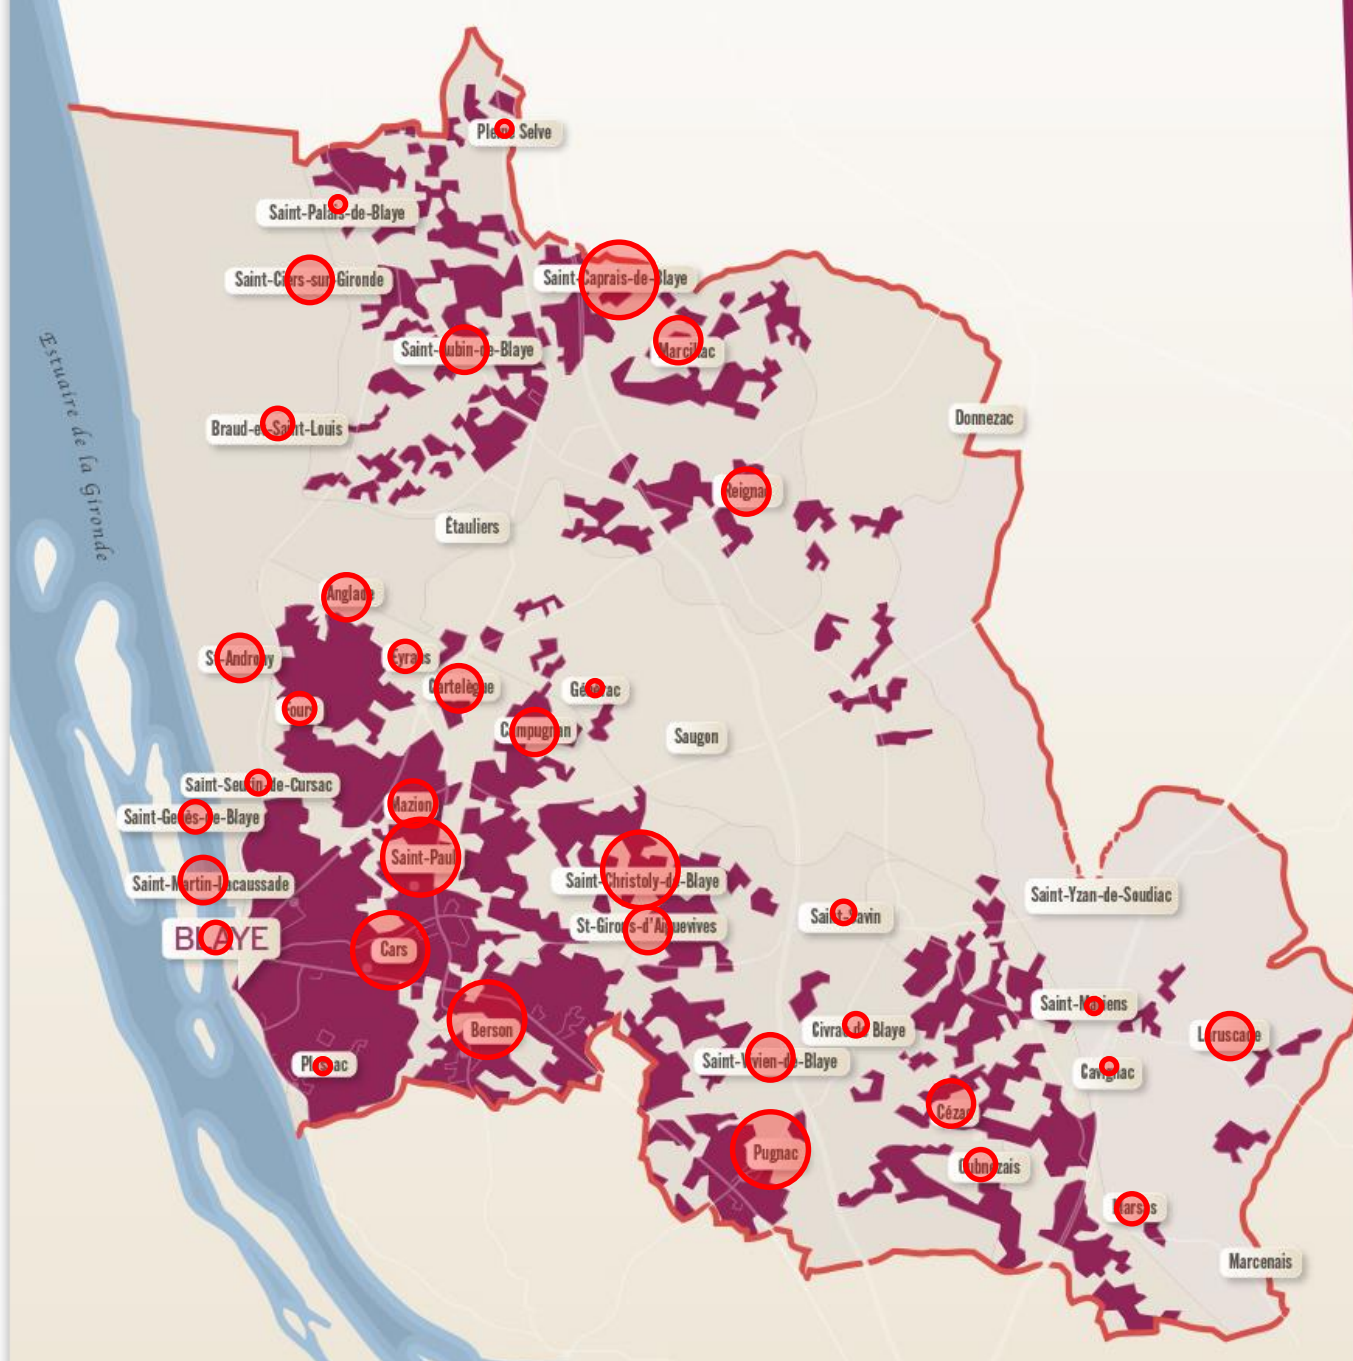 Pleine Selve
Saint-Palais-de-Blaye
Saint-Ciers-sur-Gironde
Saint-Caprais-de-Blaye
Saint-Aubin-de-Blaye
Marcillac
Estuaire de la Gironde
Donnezac
Braud-et-Saint-Louis
Reignac
Étauliers
Anglade
St-Androny
Eyrans
Cartelègue
Générac
Fours
Campugnan
Saugon
Saint-Seurin-de-Cursac
Mazion
Saint-Genès-de-Blaye
Saint-Paul
Saint-Martin-Lacaussade
Saint-Christoly-de-Blaye
Saint-Yzan-de-Soudiac
Saint-Savin
St-Girons-d'Aiguevives
BLAYE
Cars
Saint-Mariens
Berson
Civrac de Blaye
Laruscade
Saint-Vivien-de-Blaye
Plassac
Cavignac
Cézac
Pugnac
Cubnezais
Marsas
Marcenais